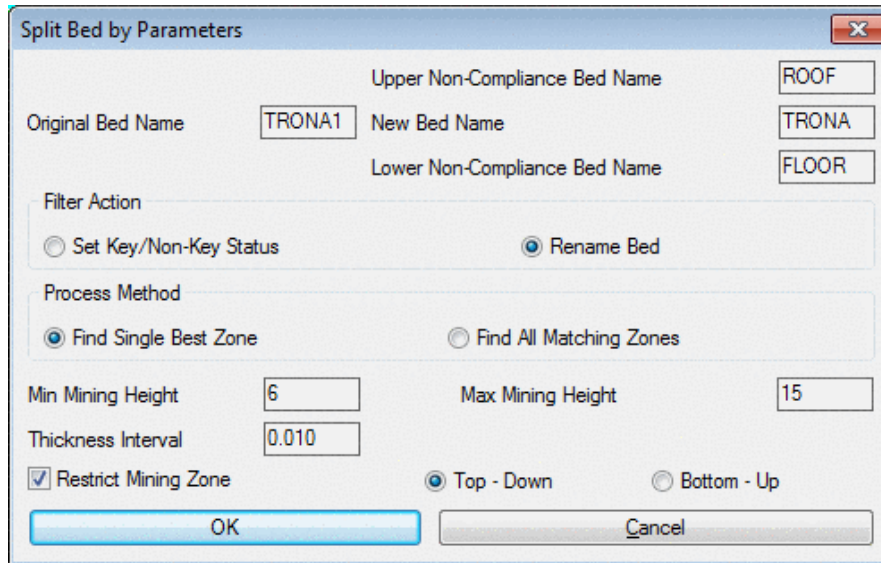 Split Bed by Parameters
Upper Non-Compliance Bed Name ROOF
Original Bed Name TRONA1 New Bed Name TRONA
Lower Non-Compliance Bed Name FLOOR
Filter Action
Set Key/Non-Key Status Rename Bed
Process Method
Find Single Best Zone Find All Matching Zones
Min Mining Height 6 Max Mining Height 15
Thickness Interval 0.010
Restrict Mining Zone Top - Down Bottom - Up
OK Cancel